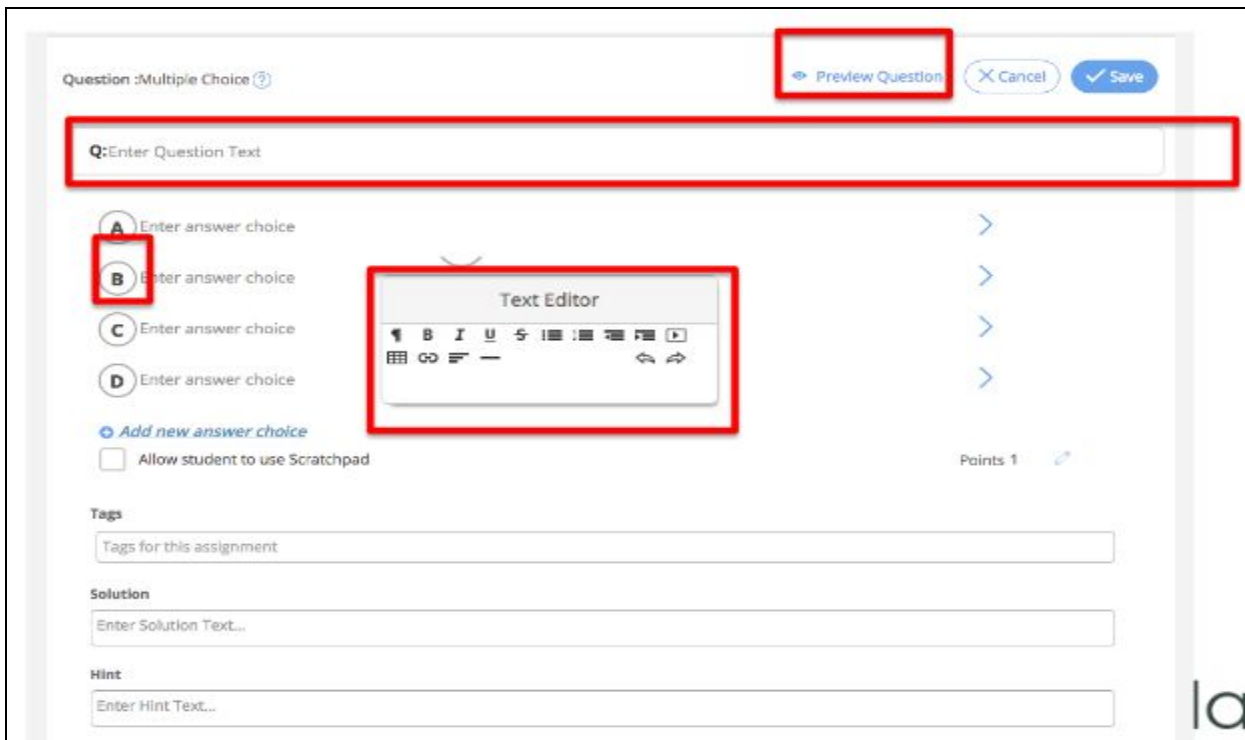 Question :Multiple Choice (?) Preview Question X Cancel Save
Q:Enter Question Text
A Enter answer choice
B Enter answer choice
Text Editor
¶ B I U S
C Enter answer choice
D Enter answer choice
Add new answer choice
Allow student to use Scratchpad Points 1
Tags
Tags for this assignment
Solution
Enter Solution Text...
Hint
Enter Hint Text...
la